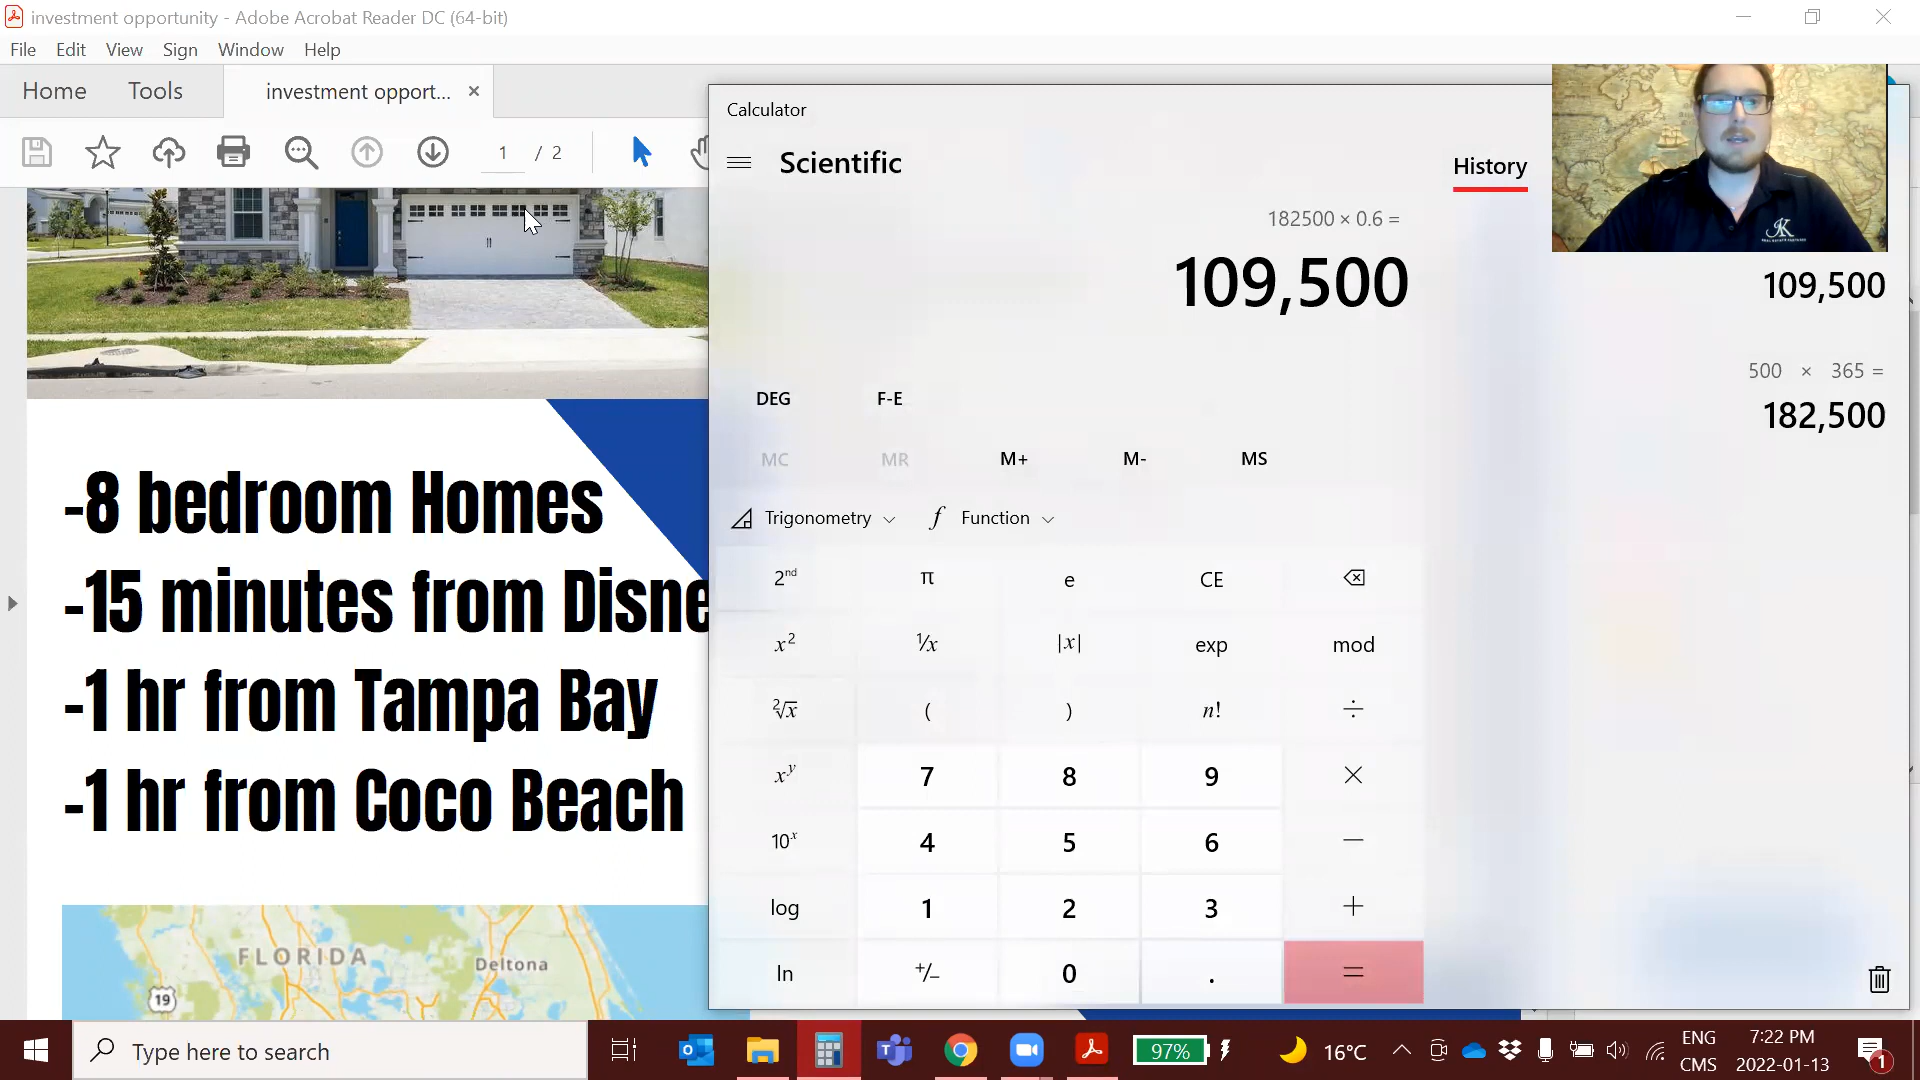 investment opportunity - Adobe Acrobat Reader DC (64-bit)
File Edit View Sign Window Help
Home Tools investment opport... ×
1 / 2
-8 bedroom Homes
-15 minutes from Disne
-1 hr from Tampa Bay
-1 hr from Coco Beach
FLORIDA
Deltona
19
Calculator
Scientific
History
182500 × 0.6 =
109,500
DEG F-E
MC MR M+ M- MS
Trigonometry Function
2nd π e CE
x² ¹/x |x| exp mod
²√x ( ) n! ÷
xʸ 7 8 9 ×
10ˣ 4 5 6 −
log 1 2 3 +
ln +/− 0 . =
JK
109,500
500 × 365 =
182,500
Type here to search
97%
16°C
ENG
CMS
7:22 PM
2022-01-13
1